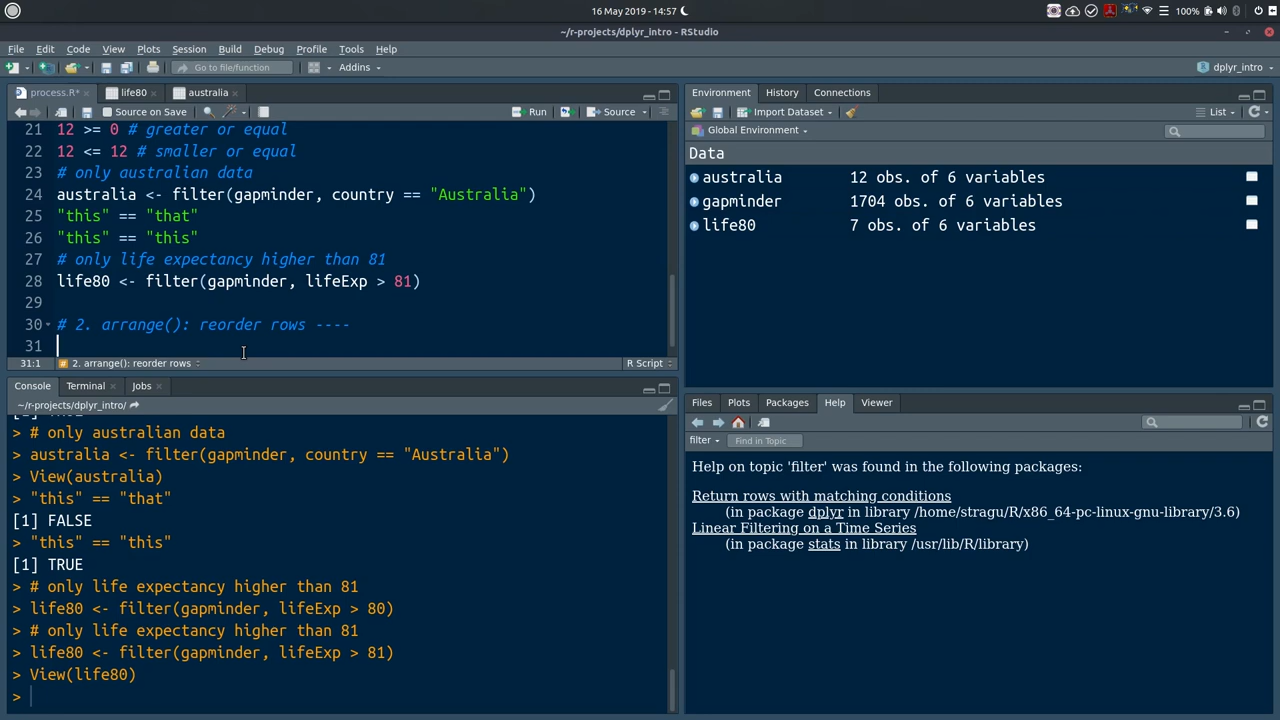 16 May 2019 - 14:57
100%
~/r-projects/dplyr_intro - RStudio
File Edit Code View Plots Session Build Debug Profile Tools Help
Go to file/function Addins dplyr_intro
process.R* × life80 × australia ×
Source on Save Run Source
21 12 >= 0 # greater or equal
22 12 <= 12 # smaller or equal
23 # only australian data
24 australia <- filter(gapminder, country == "Australia")
25 "this" == "that"
26 "this" == "this"
27 # only life expectancy higher than 81
28 life80 <- filter(gapminder, lifeExp > 81)
29
30 # 2. arrange(): reorder rows ----
31
31:1 # 2. arrange(): reorder rows R Script
Console Terminal × Jobs ×
~/r-projects/dplyr_intro/
> # only australian data
> australia <- filter(gapminder, country == "Australia")
> View(australia)
> "this" == "that"
[1] FALSE
> "this" == "this"
[1] TRUE
> # only life expectancy higher than 81
> life80 <- filter(gapminder, lifeExp > 80)
> # only life expectancy higher than 81
> life80 <- filter(gapminder, lifeExp > 81)
> View(life80)
>
Environment History Connections
Import Dataset List
Global Environment
Data
australia 12 obs. of 6 variables
gapminder 1704 obs. of 6 variables
life80 7 obs. of 6 variables
Files Plots Packages Help Viewer
filter Find in Topic
Help on topic 'filter' was found in the following packages:
Return rows with matching conditions
(in package dplyr in library /home/stragu/R/x86_64-pc-linux-gnu-library/3.6)
Linear Filtering on a Time Series
(in package stats in library /usr/lib/R/library)